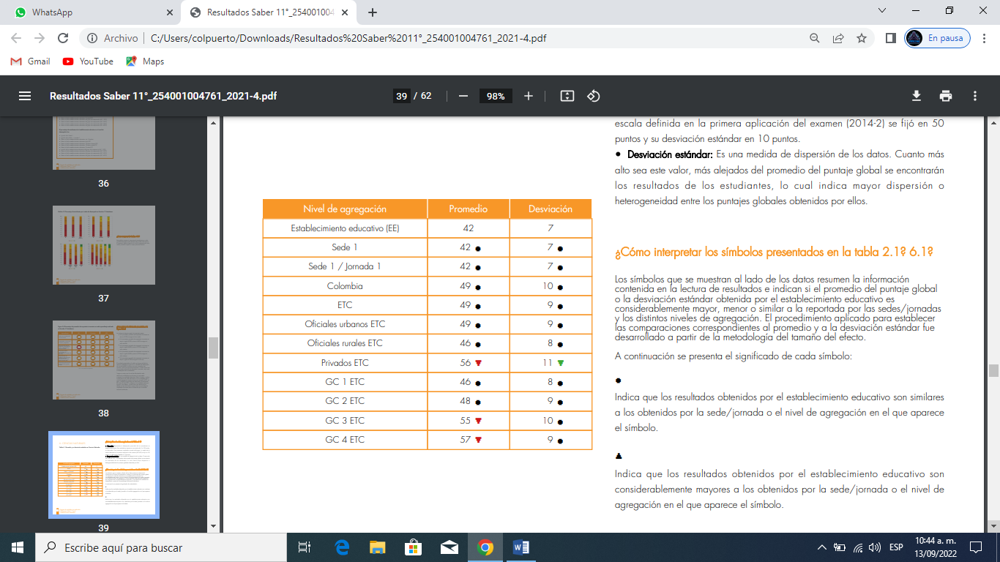 WhatsApp
Resultados Saber 11°_254001004
Archivo
C:/Users/colpuerto/Downloads/Resultados%20Saber%2011°_254001004761_2021-4.pdf
En pausa
Gmail
YouTube
Maps
Resultados Saber 11°_254001004761_2021-4.pdf
39 / 62
98%
36
37
38
39
escala definida en la primera aplicación del examen (2014-2) se fijó en 50
puntos y su desviación estándar en 10 puntos.
● Desviación estándar: Es una medida de dispersión de los datos. Cuanto más
alto sea este valor, más alejados del promedio del puntaje global se encontrarán
los resultados de los estudiantes, lo cual indica mayor dispersión o
heterogeneidad entre los puntajes globales obtenidos por ellos.
Nivel de agregación Promedio Desviación
Establecimiento educativo (EE) 42 7
Sede 1 42 ● 7 ●
Sede 1 / Jornada 1 42 ● 7 ●
Colombia 49 ● 10 ●
ETC 49 ● 9 ●
Oficiales urbanos ETC 49 ● 9 ●
Oficiales rurales ETC 46 ● 8 ●
Privados ETC 56 ▼ 11 ▼
GC 1 ETC 46 ● 8 ●
GC 2 ETC 48 ● 9 ●
GC 3 ETC 55 ▼ 10 ●
GC 4 ETC 57 ▼ 9 ●
¿Cómo interpretar los símbolos presentados en la tabla 2.1? 6.1?
Los símbolos que se muestran al lado de los datos resumen la información
contenida en la lectura de resultados e indican si el promedio del puntaje global
o la desviación estándar obtenida por el establecimiento educativo es
considerablemente mayor, menor o similar a la reportada por las sedes/jornadas
y los distintos niveles de agregación. El procedimiento aplicado para establecer
las comparaciones correspondientes al promedio y a la desviación estándar fue
desarrollado a partir de la metodología del tamaño del efecto.
A continuación se presenta el significado de cada símbolo:
●
Indica que los resultados obtenidos por el establecimiento educativo son similares
a los obtenidos por la sede/jornada o el nivel de agregación en el que aparece
el símbolo.
▲
Indica que los resultados obtenidos por el establecimiento educativo son
considerablemente mayores a los obtenidos por la sede/jornada o el nivel de
agregación en el que aparece el símbolo.
Escribe aquí para buscar
ESP
10:44 a. m.
13/09/2022